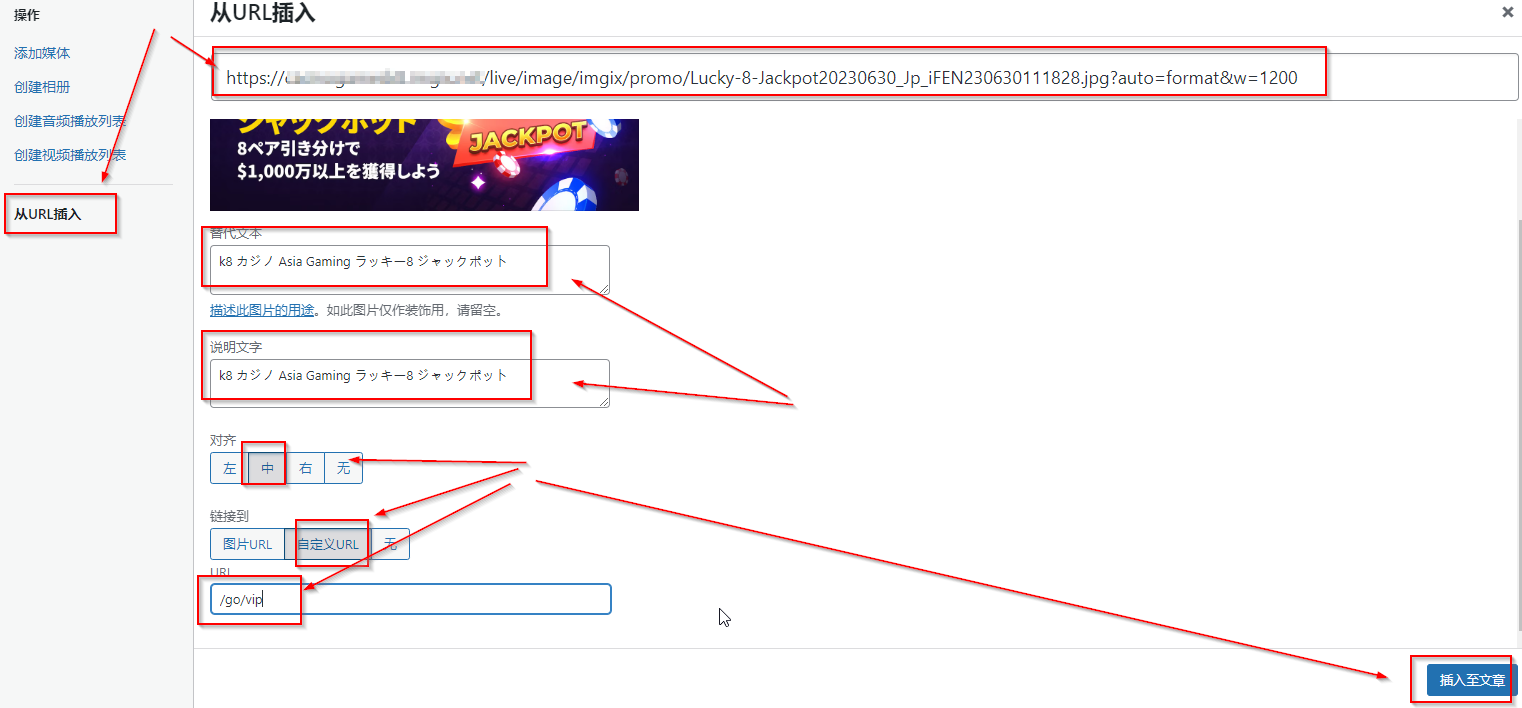 操作
添加媒体
创建相册
创建音频播放列表
创建视频播放列表
从URL插入
从URL插入
https:// /live/image/imgix/promo/Lucky-8-Jackpot20230630_Jp_iFEN230630111828.jpg?auto=format&w=1200
ジャックポット
JACKPOT
8ペア引き分けで
$1,000万以上を獲得しよう
替代文本
k8 カジノ Asia Gaming ラッキー8 ジャックポット
描述此图片的用途。如此图片仅作装饰用，请留空。
说明文字
k8 カジノ Asia Gaming ラッキー8 ジャックポット
对齐
左 中 右 无
链接到
图片URL 自定义URL 无
URL
/go/vip
插入至文章